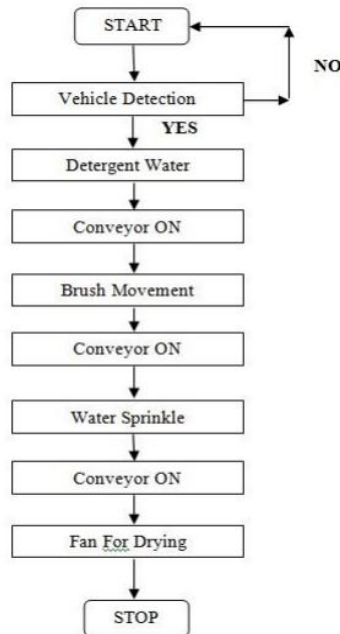 START
NO
Vehicle Detection
YES
Detergent Water
Conveyor ON
Brush Movement
Conveyor ON
Water Sprinkle
Conveyor ON
Fan For Drying
STOP